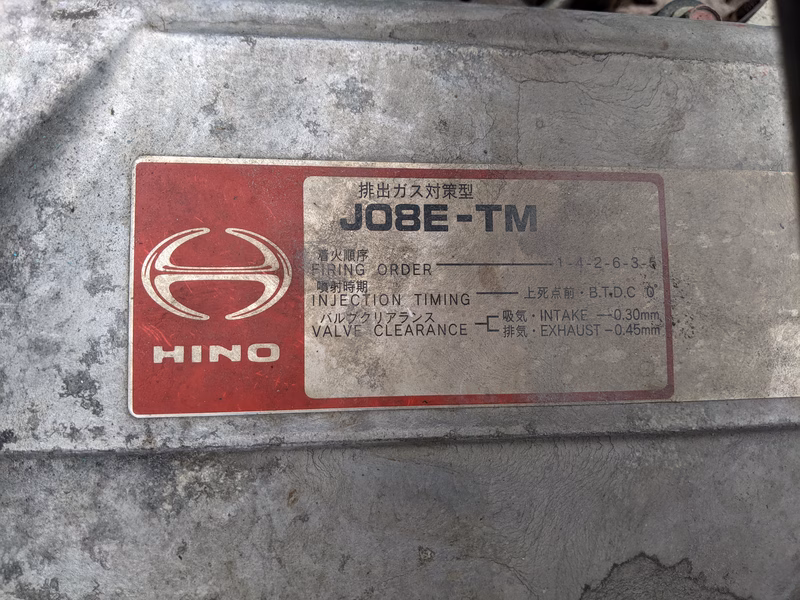 排出ガス対策型
J08E-TM
着火順序
FIRING ORDER 1-4-2-6-3-5
噴射時期
INJECTION TIMING 上死点前・B.T.D.C 0°
バルブクリアランス
VALVE CLEARANCE
吸気・INTAKE -0.30mm
排気・EXHAUST -0.45mm
HINO